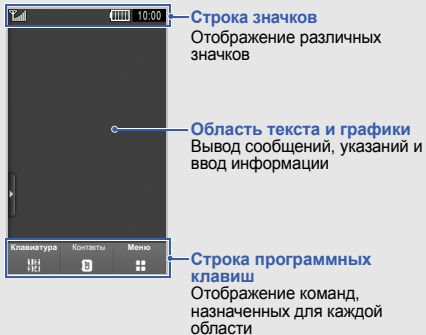 10:00
Строка значков
Отображение различных
значков
Область текста и графики
Вывод сообщений, указаний и
ввод информации
Клавиатура Контакты Меню
Строка программных
клавиш
Отображение команд,
назначенных для каждой
области